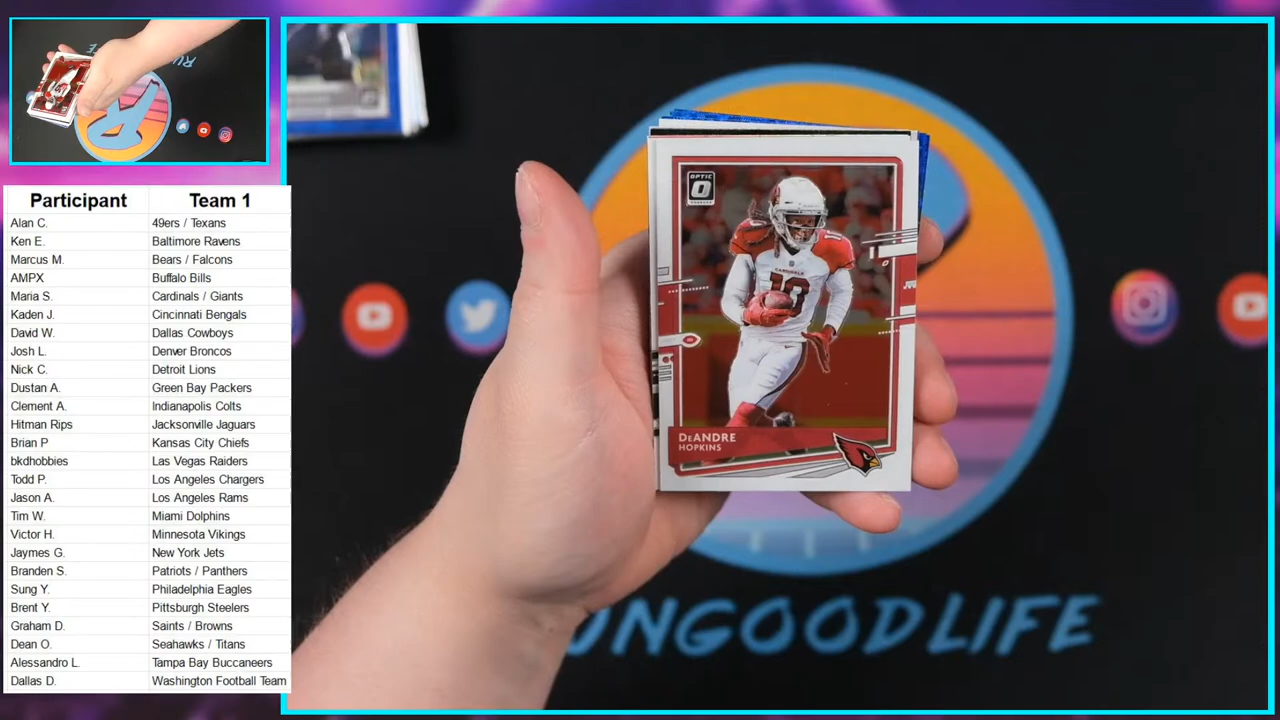 Participant Team 1
Alan C. 49ers / Texans
Ken E. Baltimore Ravens
Marcus M. Bears / Falcons
AMPX Buffalo Bills
Maria S. Cardinals / Giants
Kaden J. Cincinnati Bengals
David W. Dallas Cowboys
Josh L. Denver Broncos
Nick C. Detroit Lions
Dustan A. Green Bay Packers
Clement A. Indianapolis Colts
Hitman Rips Jacksonville Jaguars
Brian P Kansas City Chiefs
bkdhobbies Las Vegas Raiders
Todd P. Los Angeles Chargers
Jason A. Los Angeles Rams
Tim W. Miami Dolphins
Victor H. Minnesota Vikings
Jaymes G. New York Jets
Branden S. Patriots / Panthers
Sung Y. Philadelphia Eagles
Brent Y. Pittsburgh Steelers
Graham D. Saints / Browns
Dean O. Seahawks / Titans
Alessandro L. Tampa Bay Buccaneers
Dallas D. Washington Football Team
OPTIC
CARDINALS
10
DEANDRE
HOPKINS
UNGOODLIFE